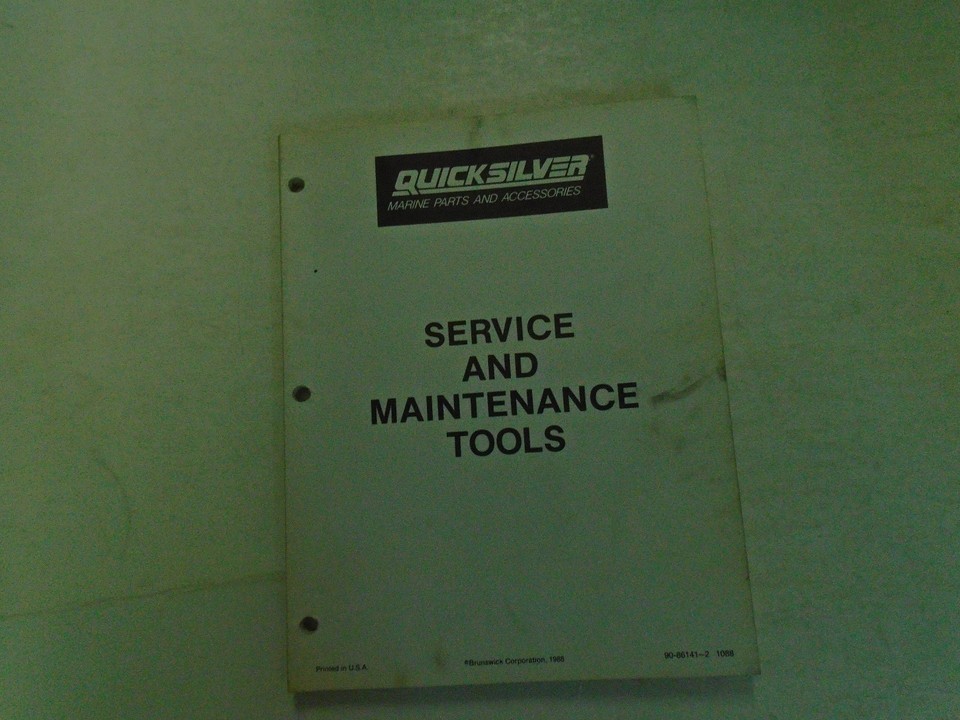 QUICKSILVER®
MARINE PARTS AND ACCESSORIES
SERVICE
AND
MAINTENANCE
TOOLS
Printed in U.S.A.
©Brunswick Corporation, 1988
90-86141--2 1088